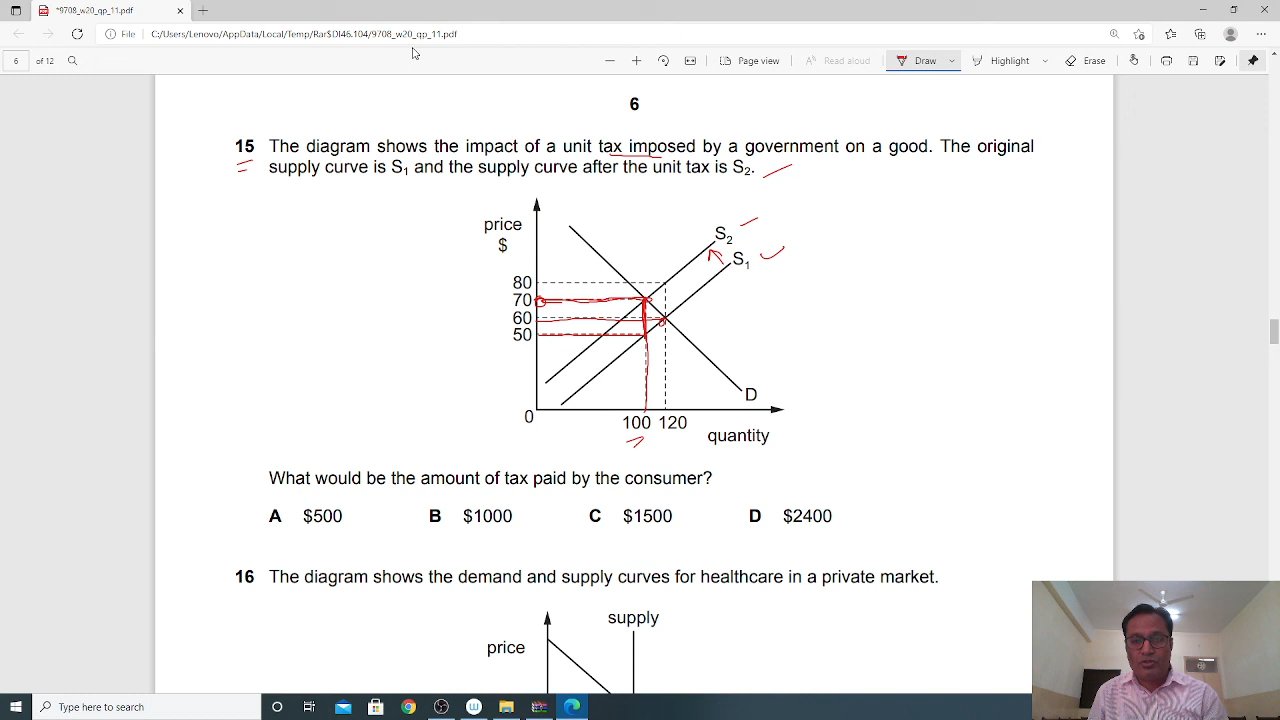 *9708_w20_qp_11.pdf
File
C:/Users/Lenovo/AppData/Local/Temp/Rar$DI46.104/9708_w20_qp_11.pdf
6 of 12
Page view
Read aloud
Draw
Highlight
Erase
6
15 The diagram shows the impact of a unit tax imposed by a government on a good. The original
supply curve is S₁ and the supply curve after the unit tax is S₂.
price
$
S₂
S₁
80
70
60
50
D
0
100 120
quantity
What would be the amount of tax paid by the consumer?
A $500 B $1000 C $1500 D $2400
16 The diagram shows the demand and supply curves for healthcare in a private market.
supply
price
Type here to search